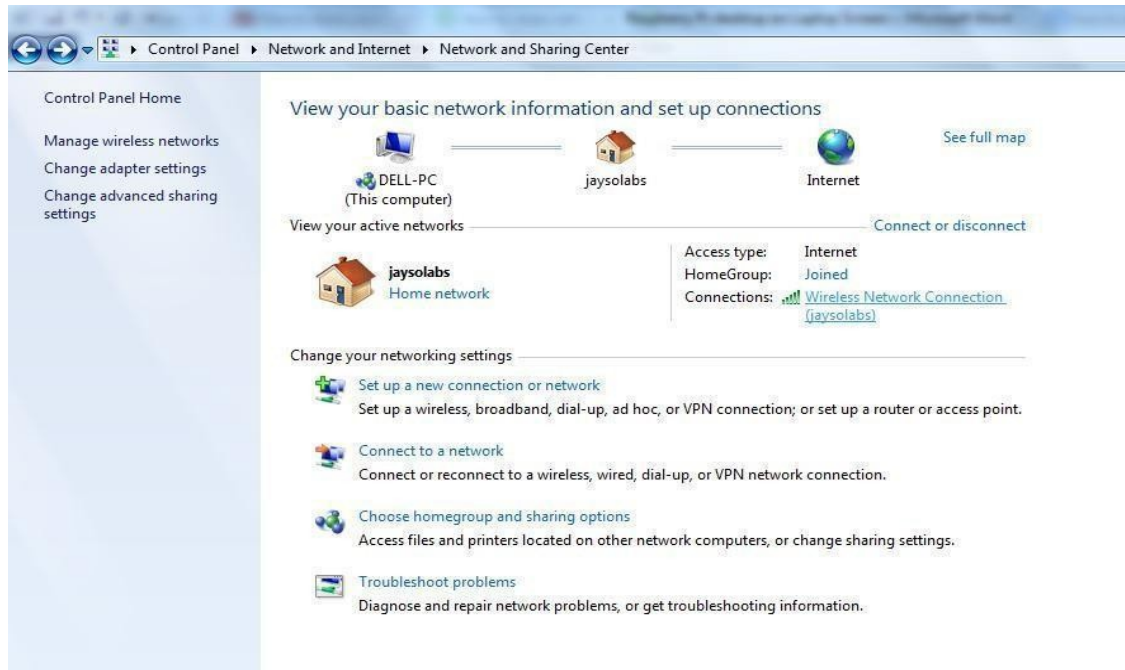 Control Panel ▸ Network and Internet ▸ Network and Sharing Center
Control Panel Home
Manage wireless networks
Change adapter settings
Change advanced sharing
settings
View your basic network information and set up connections
See full map
DELL-PC
(This computer)
jaysolabs
Internet
View your active networks
Connect or disconnect
jaysolabs
Home network
Access type: Internet
HomeGroup: Joined
Connections: Wireless Network Connection
(jaysolabs)
Change your networking settings
Set up a new connection or network
Set up a wireless, broadband, dial-up, ad hoc, or VPN connection; or set up a router or access point.
Connect to a network
Connect or reconnect to a wireless, wired, dial-up, or VPN network connection.
Choose homegroup and sharing options
Access files and printers located on other network computers, or change sharing settings.
Troubleshoot problems
Diagnose and repair network problems, or get troubleshooting information.